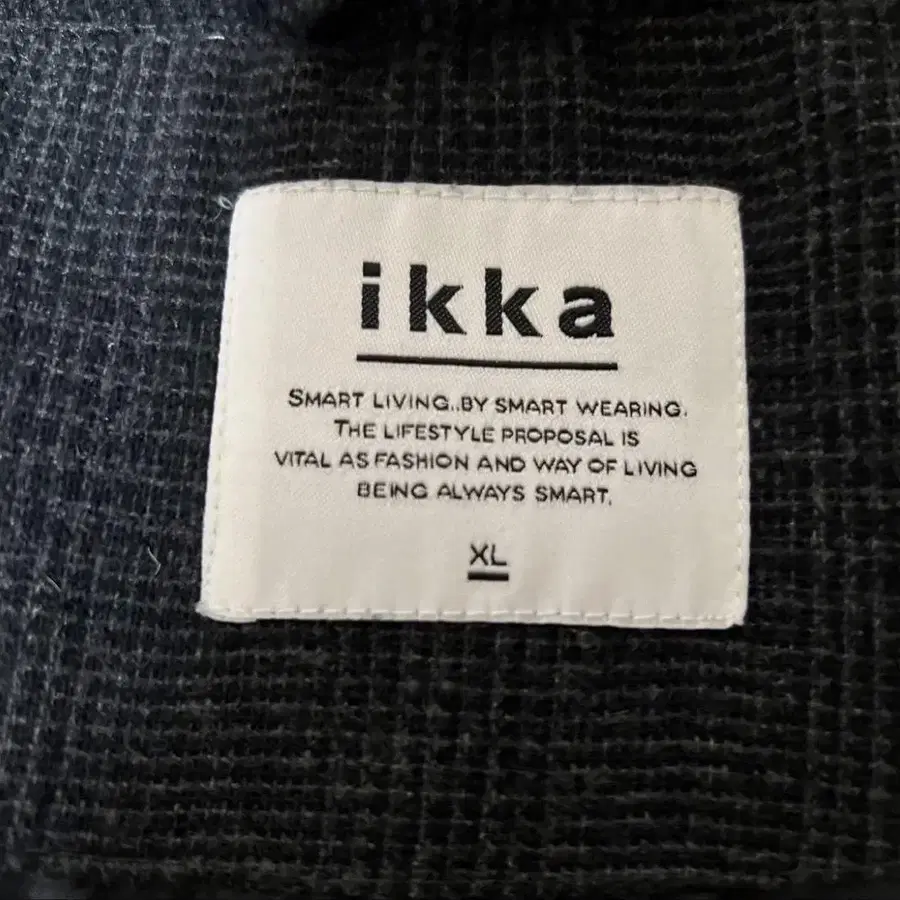 ikka
SMART LIVING..BY SMART WEARING.
THE LIFESTYLE PROPOSAL IS
VITAL AS FASHION AND WAY OF LIVING
BEING ALWAYS SMART.
XL